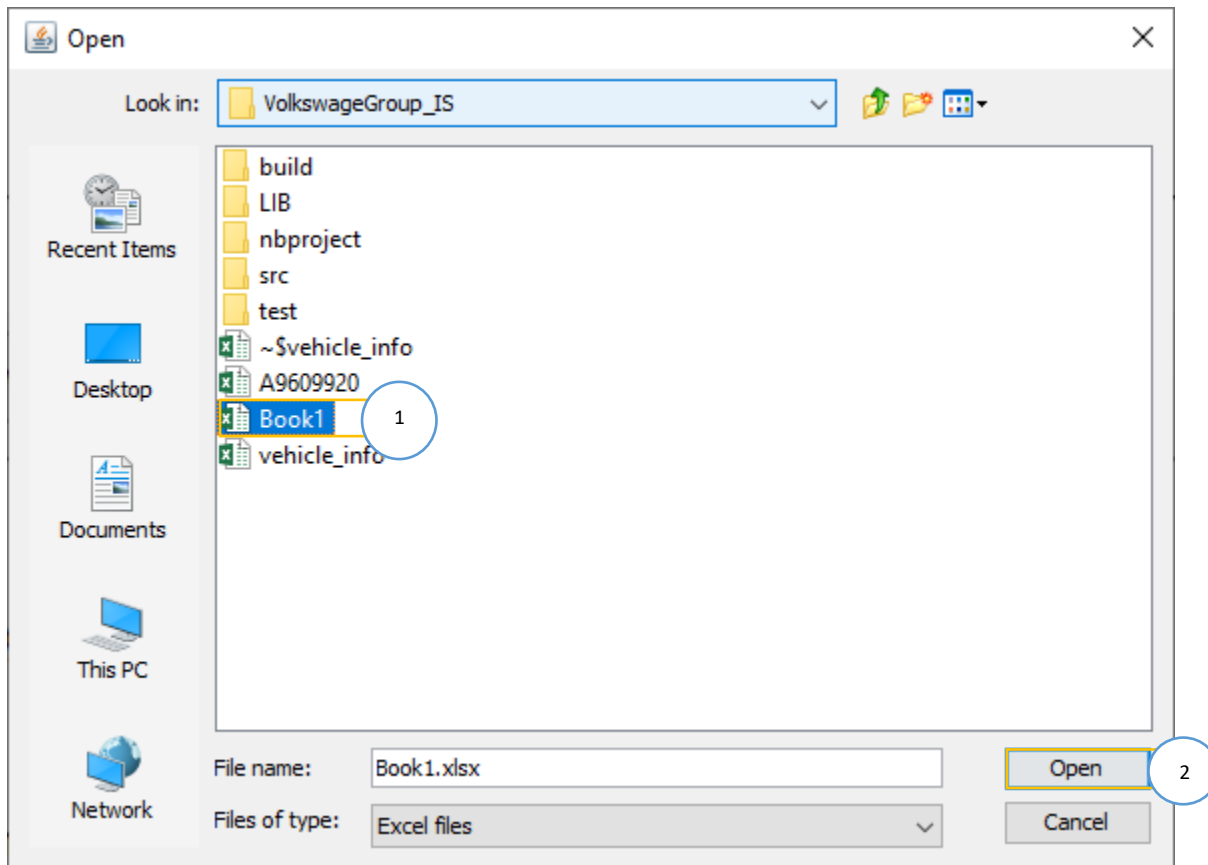 Open
Look in:
VolkswageGroup_IS
build
LIB
nbproject
src
test
~$vehicle_info
A9609920
Book1
1
vehicle_info
Recent Items
Desktop
Documents
This PC
Network
File name:
Book1.xlsx
Open
2
Files of type:
Excel files
Cancel